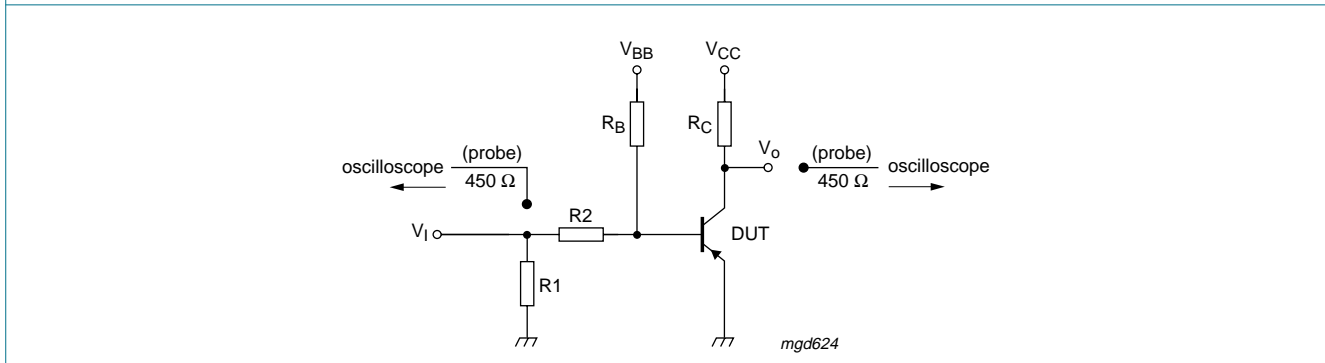 V_BB V_CC
R_B R_C
V_o
(probe) (probe)
oscilloscope oscilloscope
450 Ω 450 Ω
R2
V_I DUT
R1
mgd624